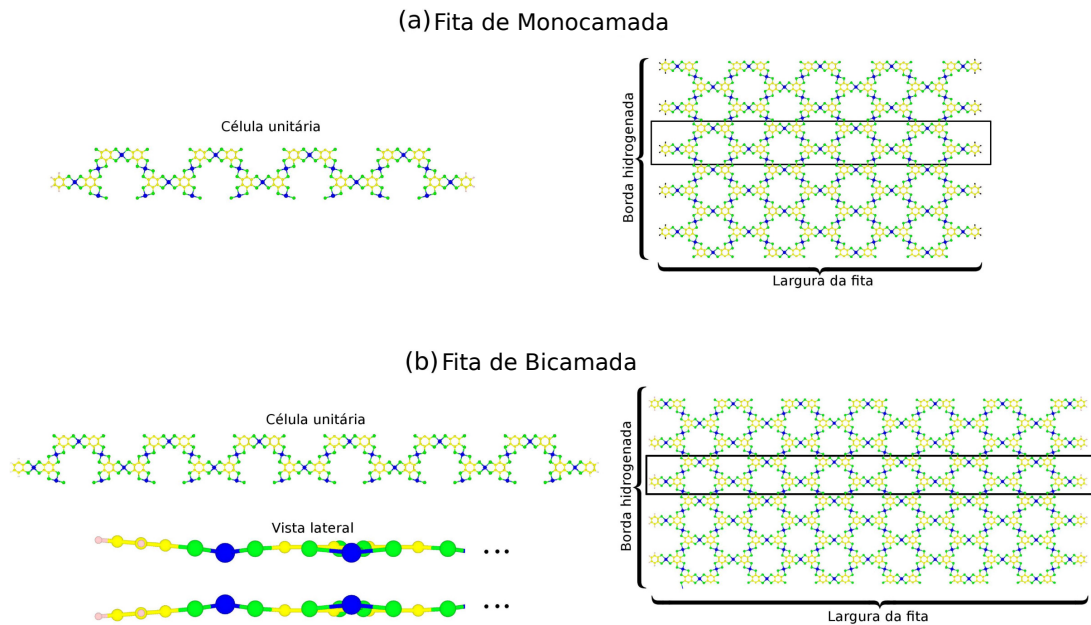 (a) Fita de Monocamada
Célula unitária
Borda hidrogenada
Largura da fita
(b) Fita de Bicamada
Célula unitária
Borda hidrogenada
Vista lateral
Largura da fita